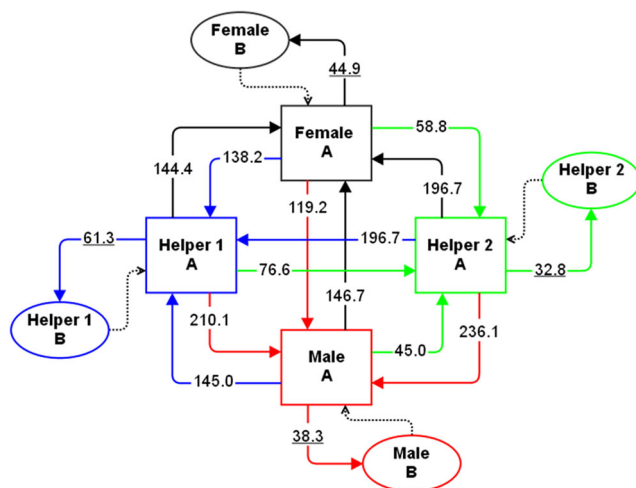 Female
B
44.9
Female
A
58.8
138.2
144.4
196.7
119.2
Helper 2
B
61.3
Helper 1
A
196.7
Helper 2
A
76.6
32.8
146.7
210.1
236.1
Helper 1
B
Male
A
45.0
145.0
38.3
Male
B